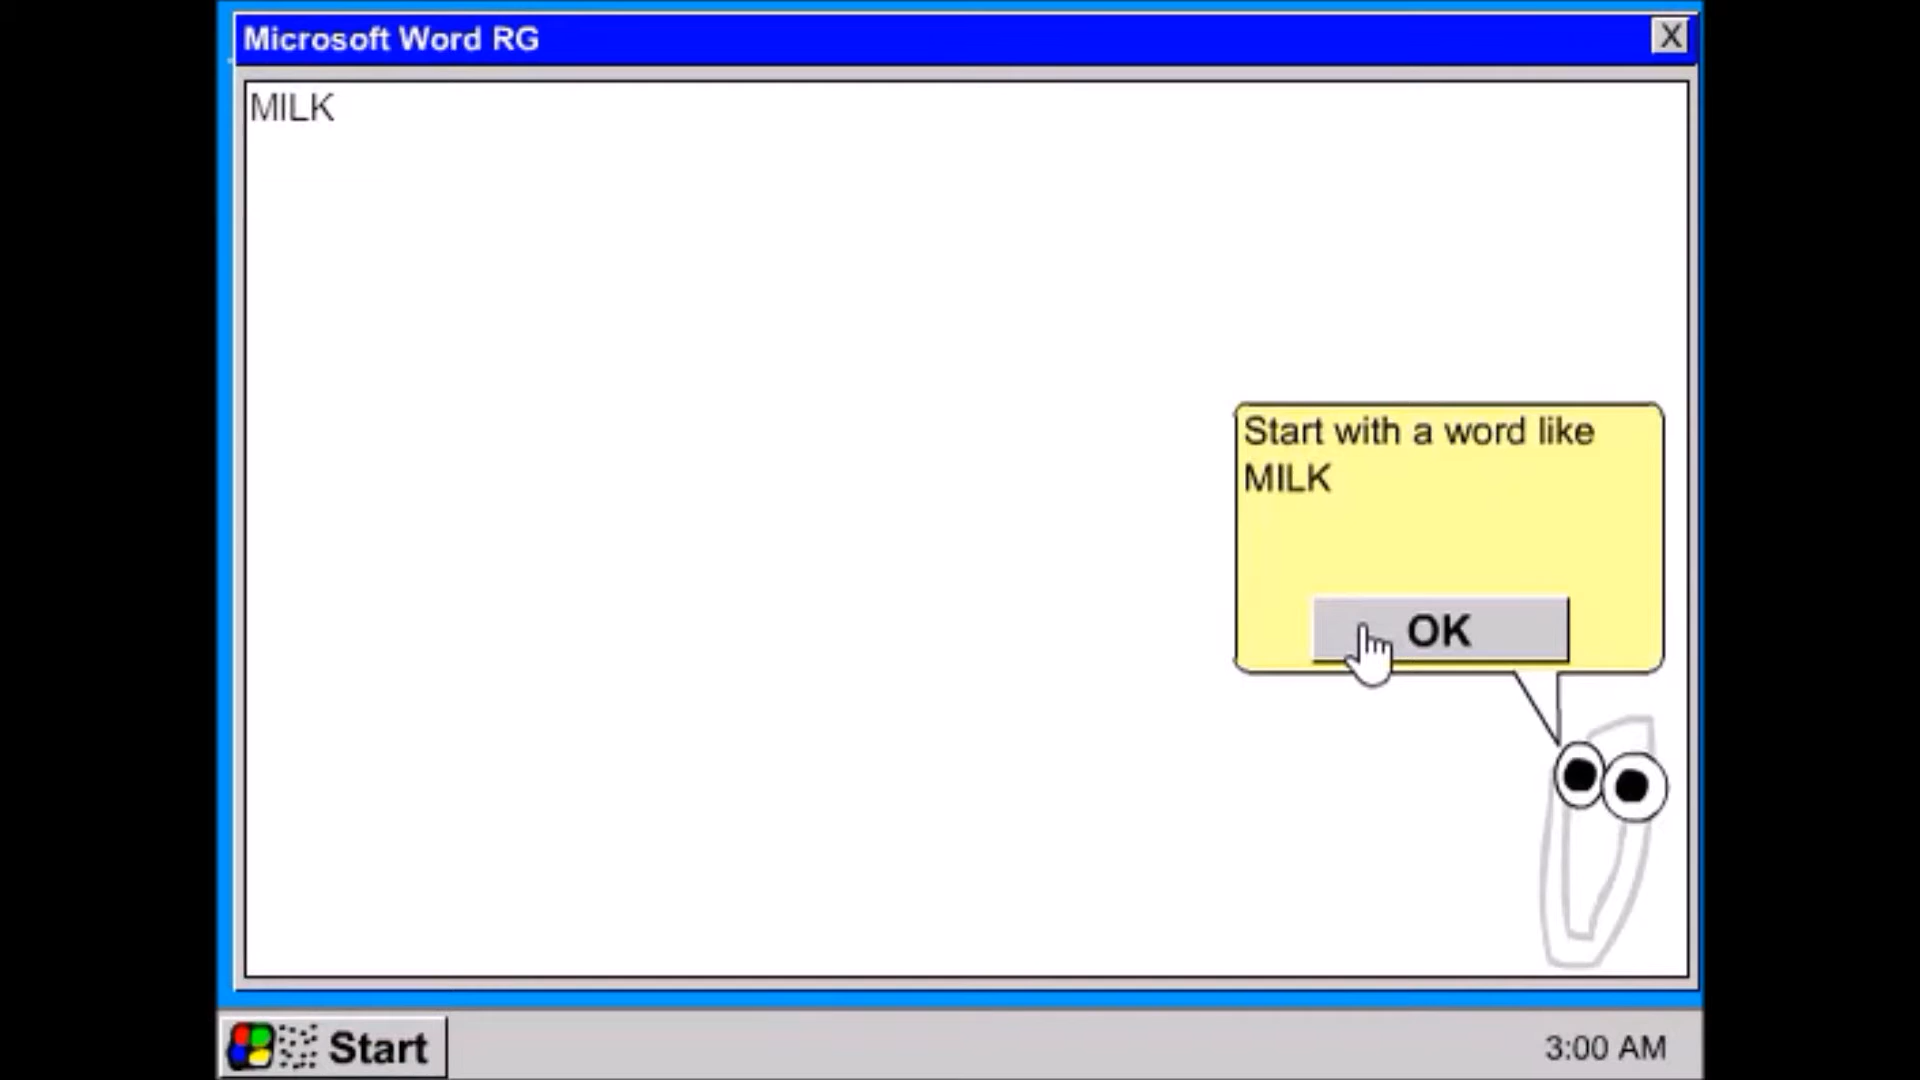 Microsoft Word RG
X
MILK
Start with a word like
MILK
OK
Start
3:00 AM